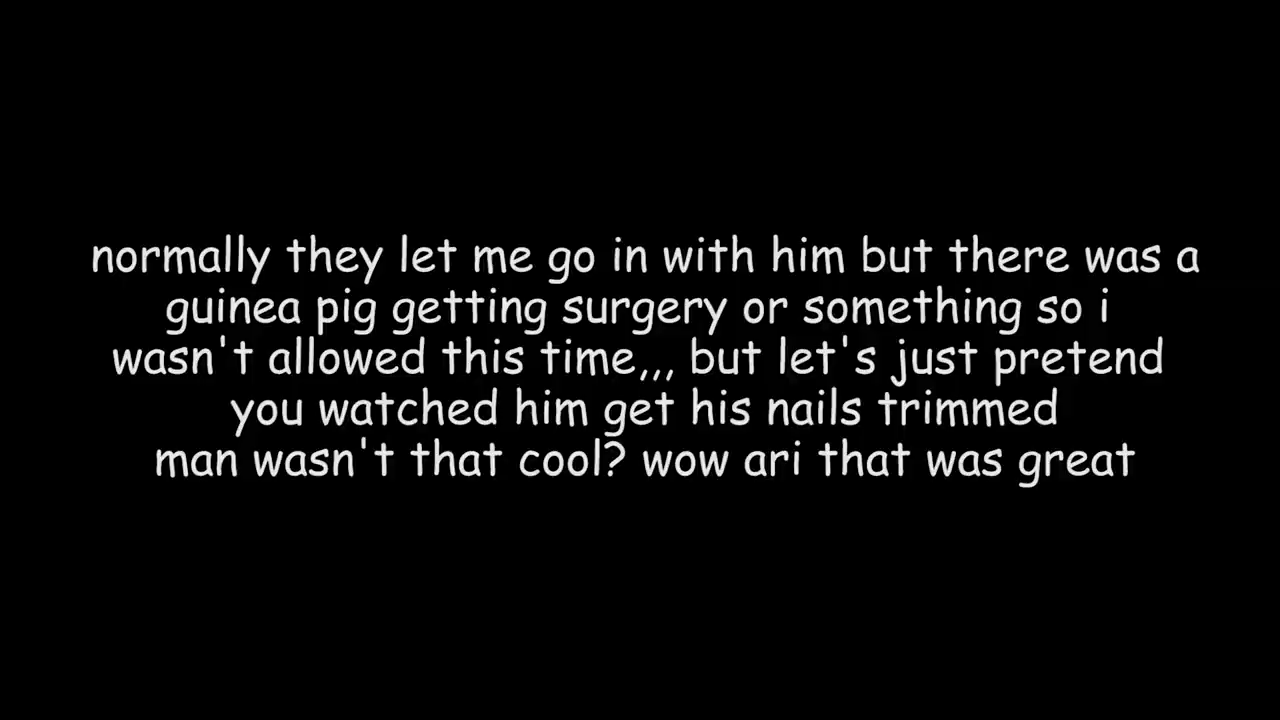 normally they let me go in with him but there was a
guinea pig getting surgery or something so i
wasn't allowed this time,,, but let's just pretend
you watched him get his nails trimmed
man wasn't that cool? wow ari that was great